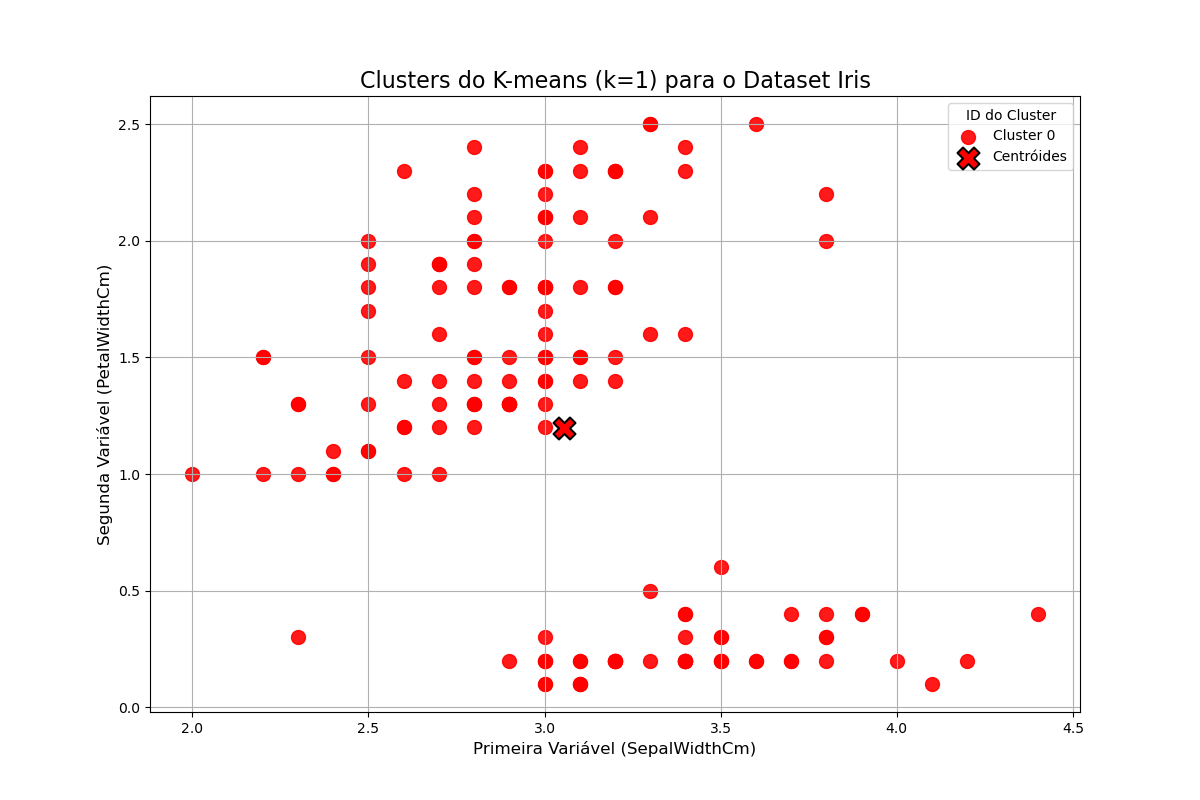 Clusters do K-means (k=1) para o Dataset Iris
ID do Cluster
Cluster 0
Centróides
Segunda Variável (PetalWidthCm)
2.5
2.0
1.5
1.0
0.5
0.0
2.0
2.5
3.0
3.5
4.0
4.5
Primeira Variável (SepalWidthCm)